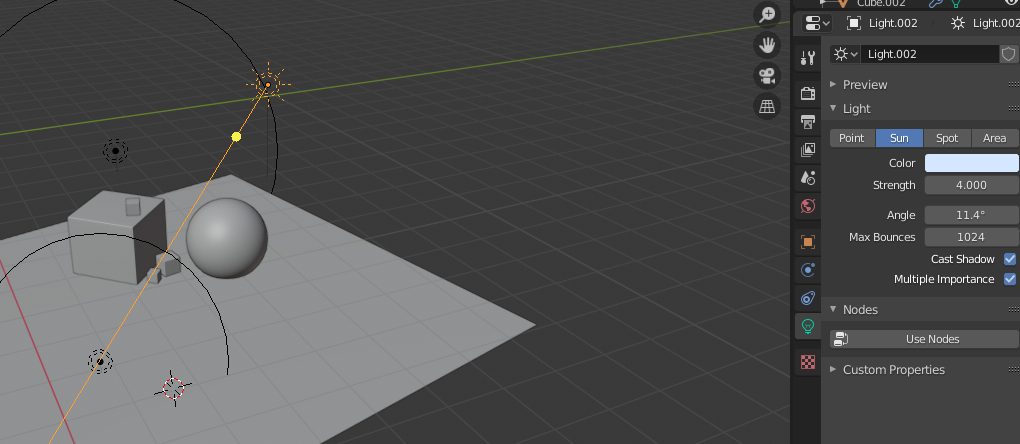 Cube.002
Light.002
Light.002
Light.002
Preview
Light
Point Sun Spot Area
Color
Strength 4.000
Angle 11.4°
Max Bounces 1024
Cast Shadow
Multiple Importance
Nodes
Use Nodes
Custom Properties